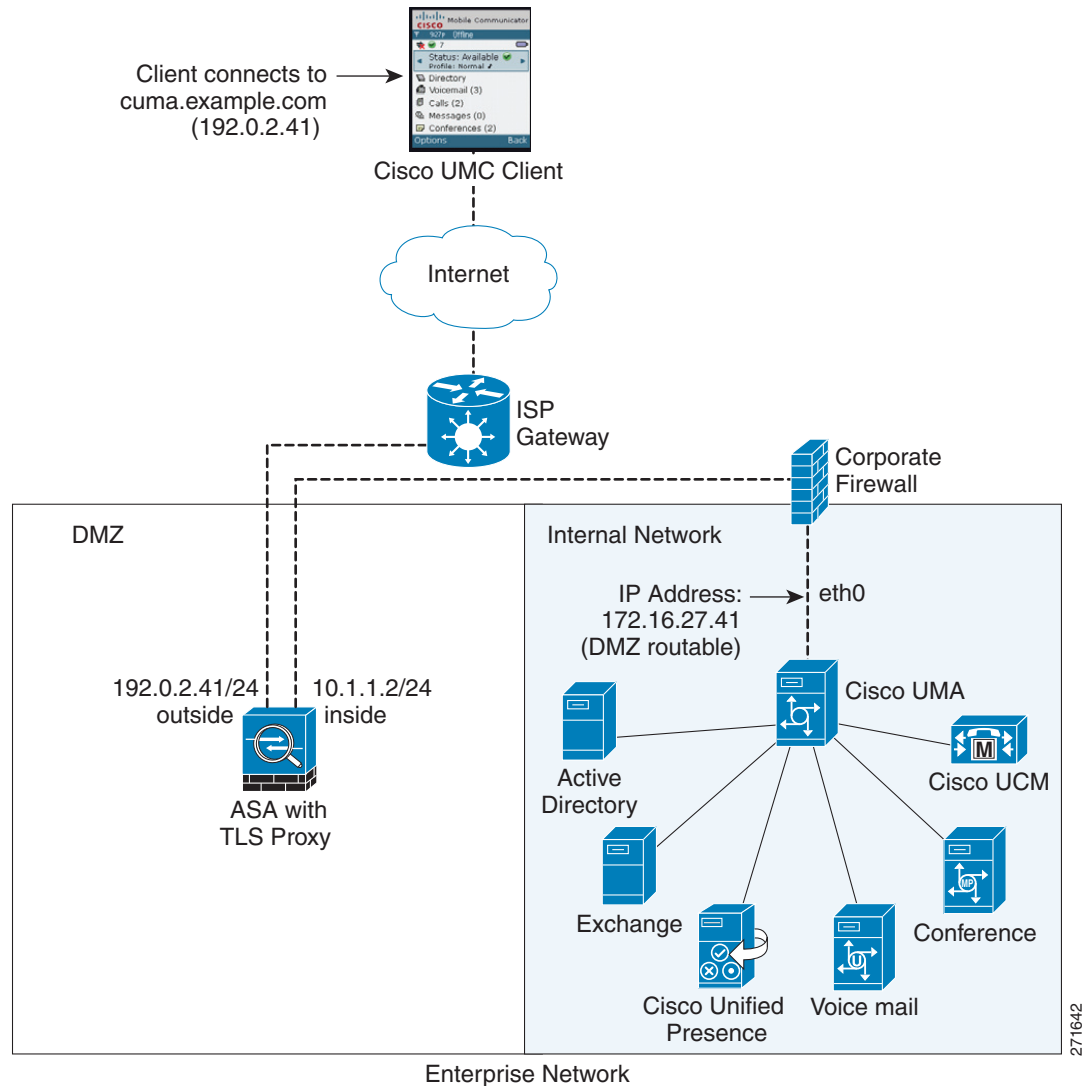 CISCO Mobile Communicator
Offline
7
Status: Available
Profile: Normal
Directory
Voicemail (3)
Calls (2)
Messages (0)
Conferences (2)
Options Back
Client connects to
cuma.example.com
(192.0.2.41)
Cisco UMC Client
Internet
ISP
Gateway
Corporate
Firewall
DMZ
Internal Network
IP Address:
172.16.27.41
(DMZ routable)
eth0
192.0.2.41/24
outside
10.1.1.2/24
inside
ASA with
TLS Proxy
Cisco UMA
Active
Directory
M
Cisco UCM
Exchange
MP
Conference
Cisco Unified
Presence
U
Voice mail
271642
Enterprise Network